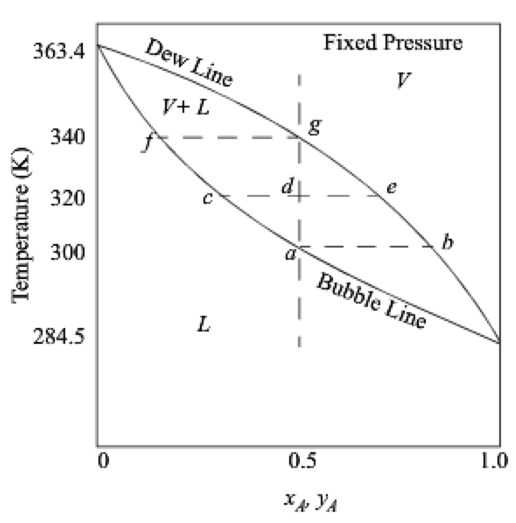 Fixed Pressure
363.4
Dew Line
V
V+ L
g
340
f
320
c
d
e
300
a
b
Bubble Line
Temperature (K)
L
284.5
0
0.5
1.0
x_A, y_A